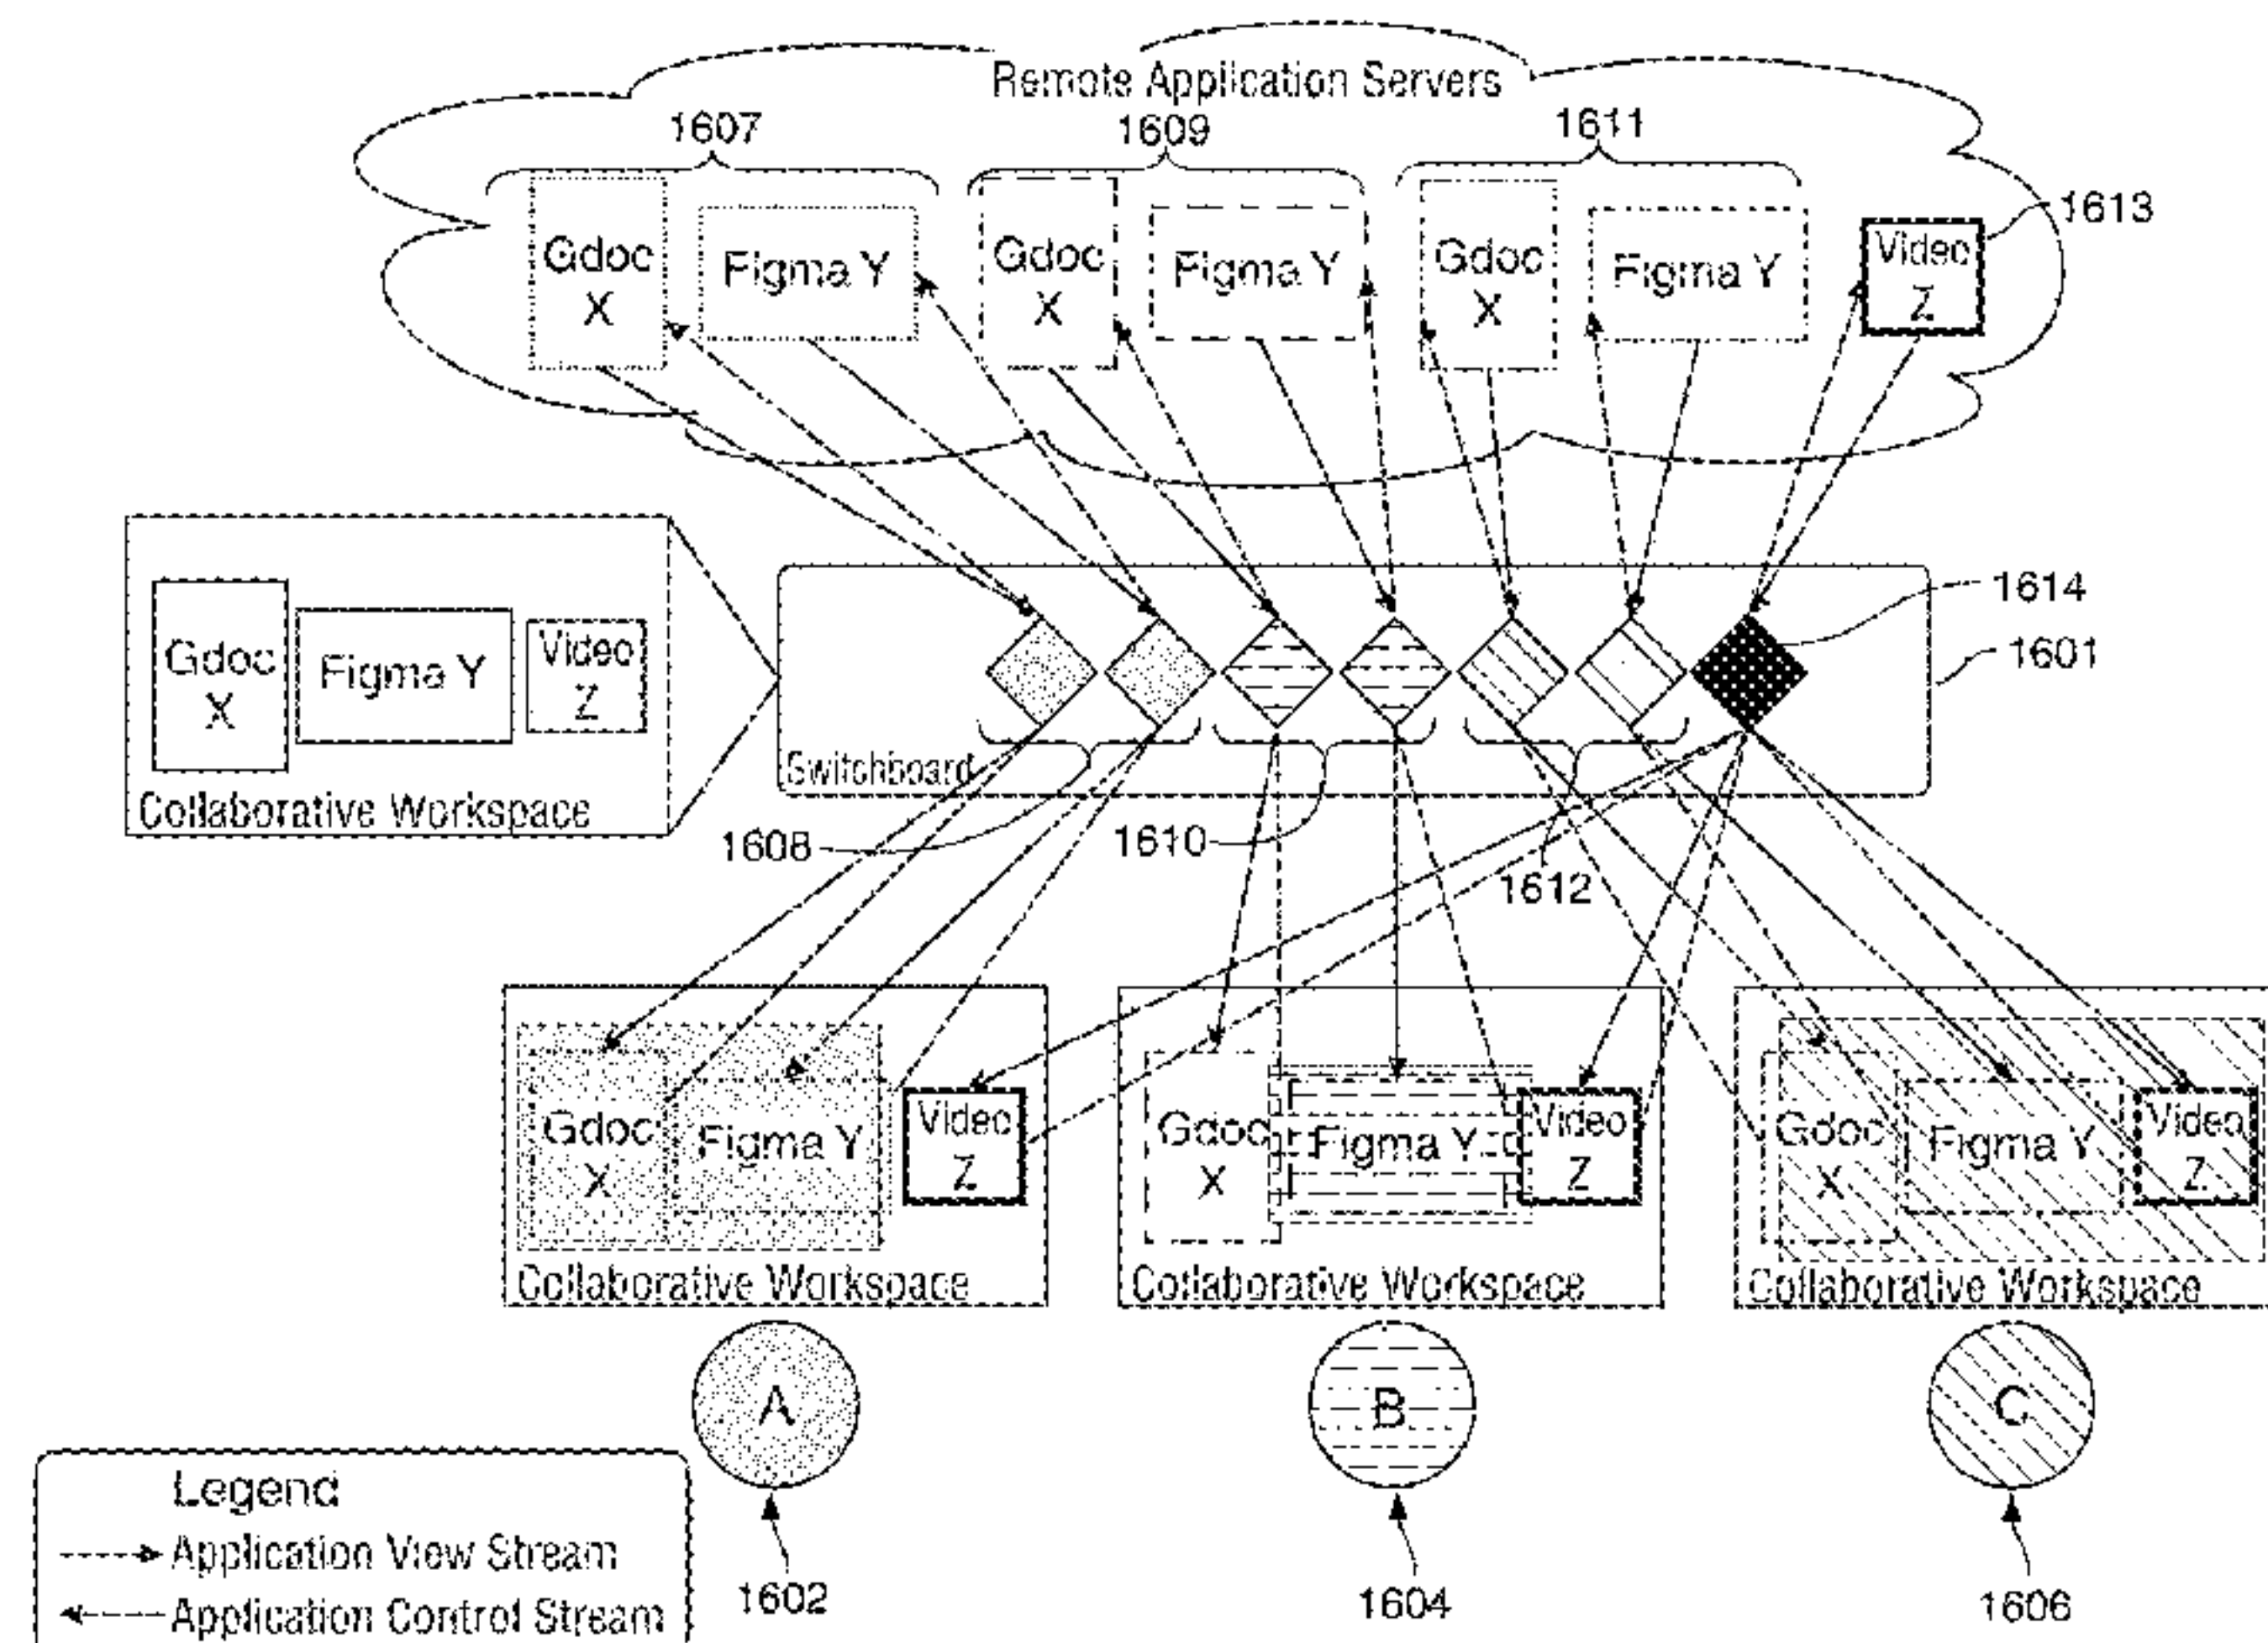 Remote Application Servers
1607
1609
1611
1613
Gdoc
X
Figma Y
Gdoc
X
Figma Y
Gdoc
X
Figma Y
Video
Z
1614
1601
Gdoc
X
Figma Y
Video
Z
Collaborative Workspace
Switchboard
1608
1610
1612
Gdoc
X
Figma Y
Video
Z
Collaborative Workspace
Gdoc
X
Figma Y
Video
Z
Collaborative Workspace
Gdoc
X
Figma Y
Video
Z
Collaborative Workspace
A
B
C
1602
1604
1606
Legend
Application View Stream
Application Control Stream